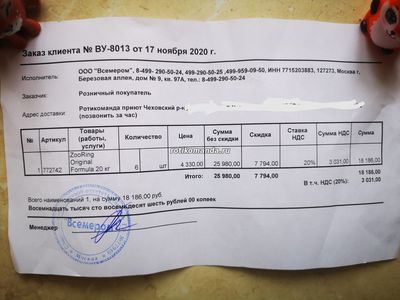 Заказ клиента № ВУ-8013 от 17 ноября 2020 г.
Исполнитель: ООО "Всемером", 8-499- 290-50-24, 499-290-50-25 ,499-959-09-50, ИНН 7715203883, 127273, Москва г,
Березовая аллея, дом № 9, кв. 97А, тел.: 8-499-290-50-24
Заказчик: Розничный покупатель
Адрес доставки: Ротикоманда приют Чеховский р-н,
(позвонить за час)
№ Артикул Товары (работы, услуги) Количество Цена Сумма без скидки Скидка Ставка НДС Сумма НДС Сумма
1 772742 ZooRing Original Formula 20 кг 6 шт 4 330,00 25 980,00 7 794,00 20% 3 031,00 18 186,00
rotikomanda.ru
Итого: 25 980,00 7 794,00 18 186,00
В т.ч. НДС (20%): 3 031,00
Всего наименований 1, на сумму 18 186,00 руб.
Восемнадцать тысяч сто восемьдесят шесть рублей 00 копеек
Менеджер
Всемером